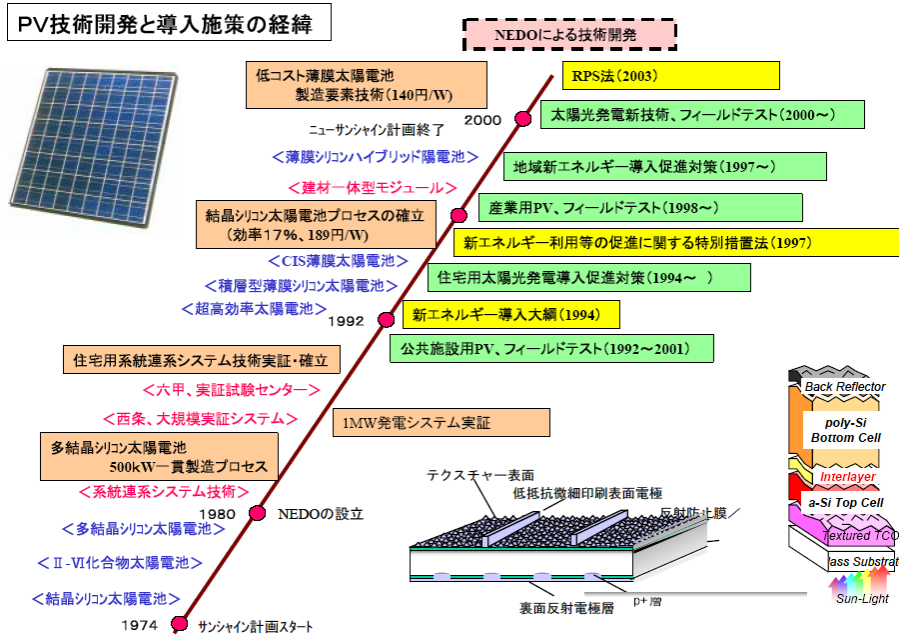 PV技術開発と導入施策の経緯
NEDOによる技術開発
低コスト薄膜太陽電池
製造要素技術(140円/W)
RPS法(2003)
2000
太陽光発電新技術、フィールドテスト(2000~)
ニューサンシャイン計画終了
<薄膜シリコンハイブリッド陽電池>
地域新エネルギー導入促進対策(1997~)
<建材一体型モジュール>
産業用PV、フィールドテスト(1998~)
結晶シリコン太陽電池プロセスの確立
(効率17%、189円/W)
新エネルギー利用等の促進に関する特別措置法(1997)
<CIS薄膜太陽電池>
住宅用太陽光発電導入促進対策(1994~ )
<積層型薄膜シリコン太陽電池>
<超高効率太陽電池>
1992
新エネルギー導入大綱(1994)
公共施設用PV、フィールドテスト(1992~2001)
住宅用系統連系システム技術実証・確立
<六甲、実証試験センター>
<西条、大規模実証システム>
1MW発電システム実証
多結晶シリコン太陽電池
500kW一貫製造プロセス
<系統連系システム技術>
1980
NEDOの設立
<多結晶シリコン太陽電池>
<Ⅱ-Ⅵ化合物太陽電池>
<結晶シリコン太陽電池>
1974
サンシャイン計画スタート
テクスチャー表面
低抵抗微細印刷表面電極
反射防止膜
p+層
裏面反射電極層
Back Reflector
poly-Si
Bottom Cell
Interlayer
a-Si Top Cell
Textured TCO
lass Substrat
Sun-Light